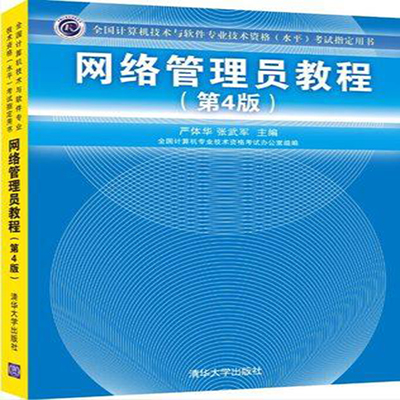 全国计算机技术与软件专业技术资格（水平）考试指定用书
网络管理员教程
（第4版）
严体华 张武军 主编
全国计算机专业技术资格考试办公室组编
清华大学出版社
全国计算机技术与软件专业
技术资格（水平）考试指定用书
网络管理员教程
（第4版）
清华大学出版社